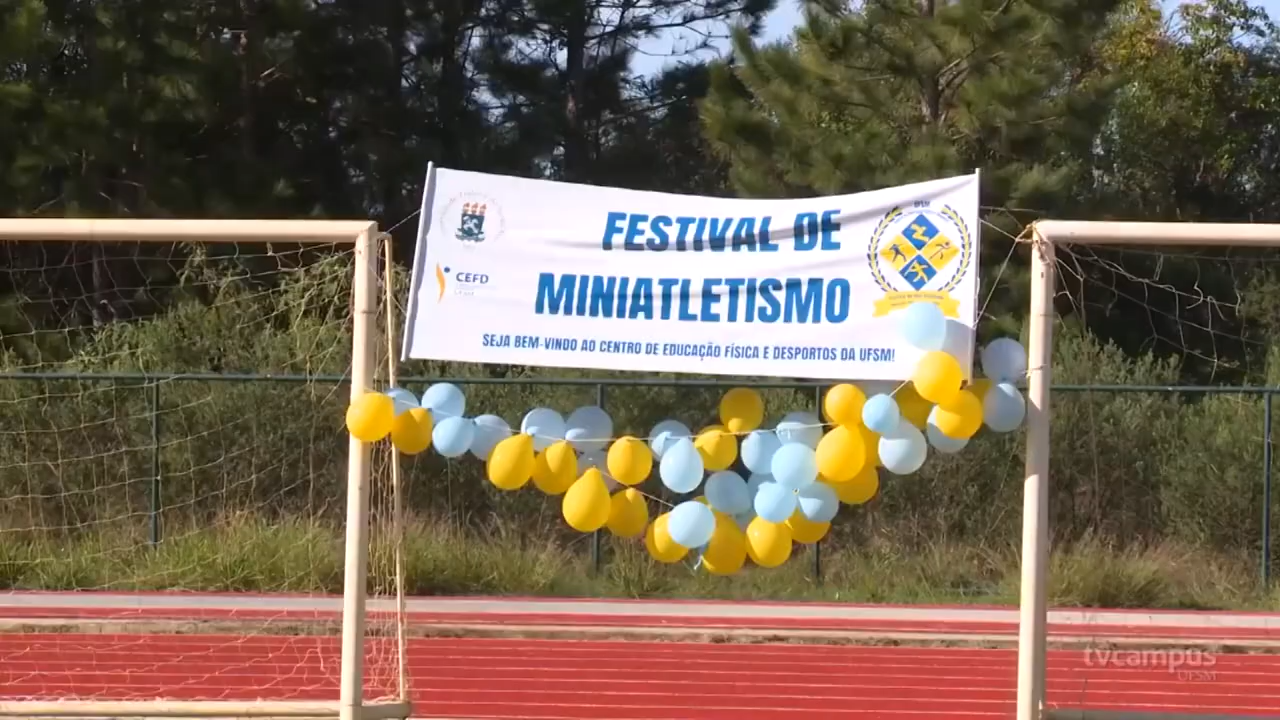 FESTIVAL DE
MINIATLETISMO
SEJA BEM-VINDO AO CENTRO DE EDUCAÇÃO FÍSICA E DESPORTOS DA UFSM!
CEFD
UFSM
tvcampus
UFSM